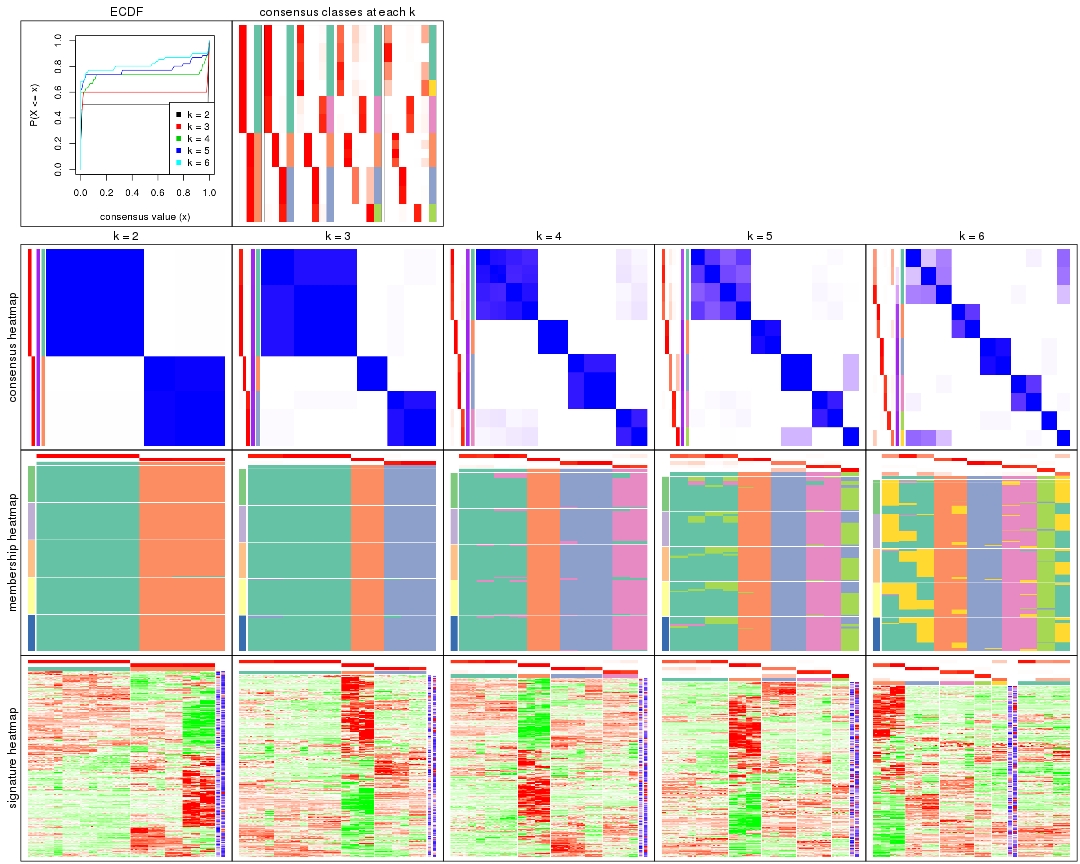 ECDF
consensus classes at each k
P(X <= x)
0.0
0.2
0.4
0.6
0.8
1.0
k = 2
k = 3
k = 4
k = 5
k = 6
0.0 0.2 0.4 0.6 0.8 1.0
consensus value (x)
k = 2
k = 3
k = 4
k = 5
k = 6
consensus heatmap
membership heatmap
signature heatmap